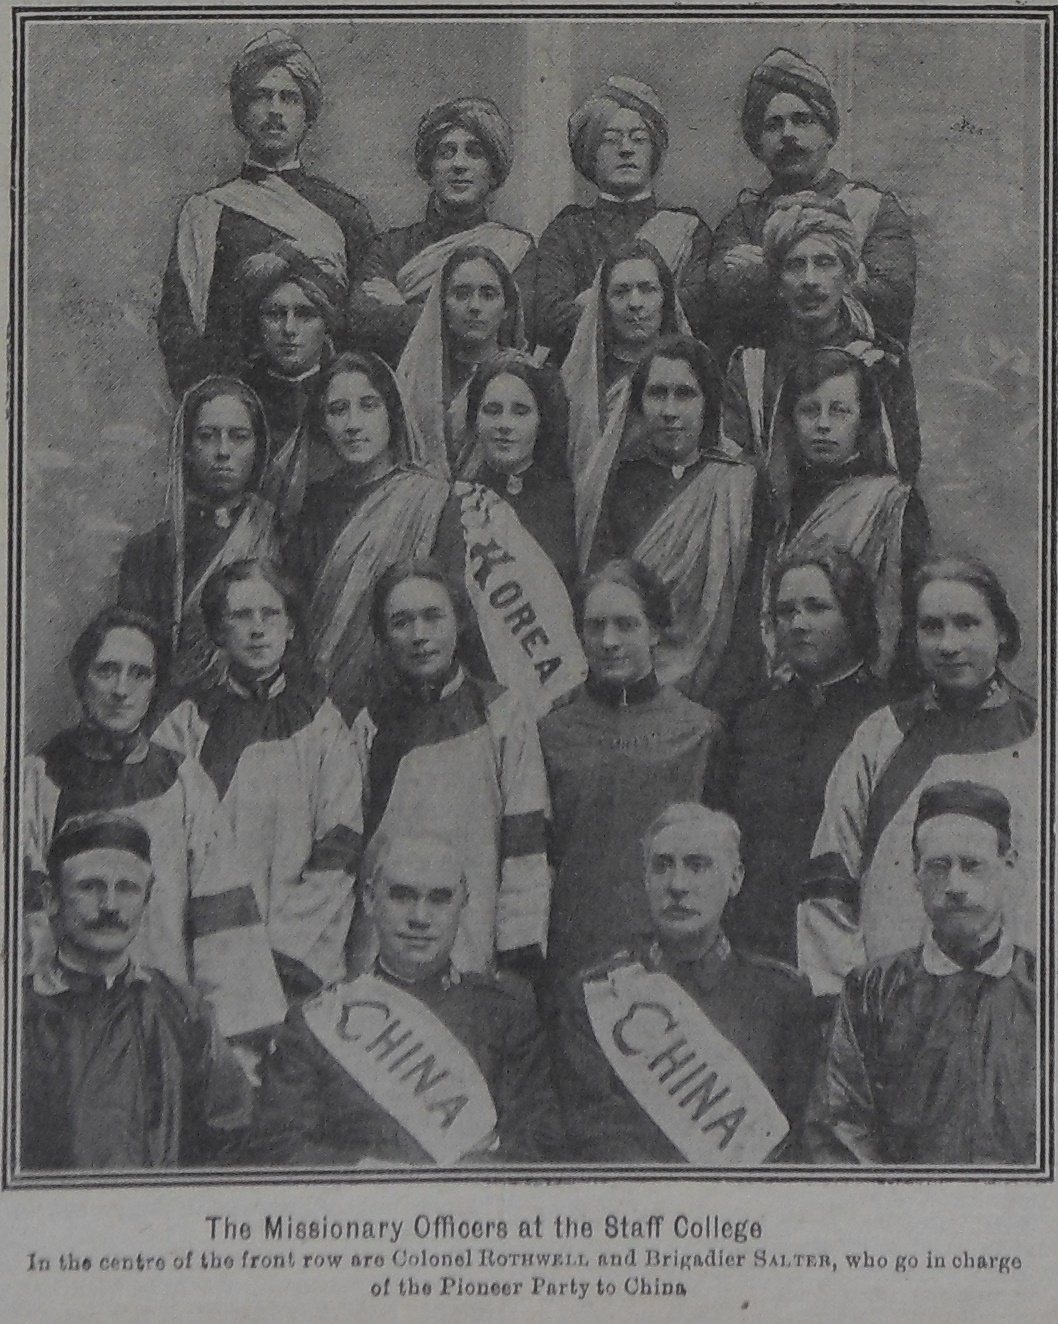 KOREA
CHINA
CHINA
The Missionary Officers at the Staff College
In the centre of the front row are Colonel ROTHWELL and Brigadier SALTER, who go in charge
of the Pioneer Party to China